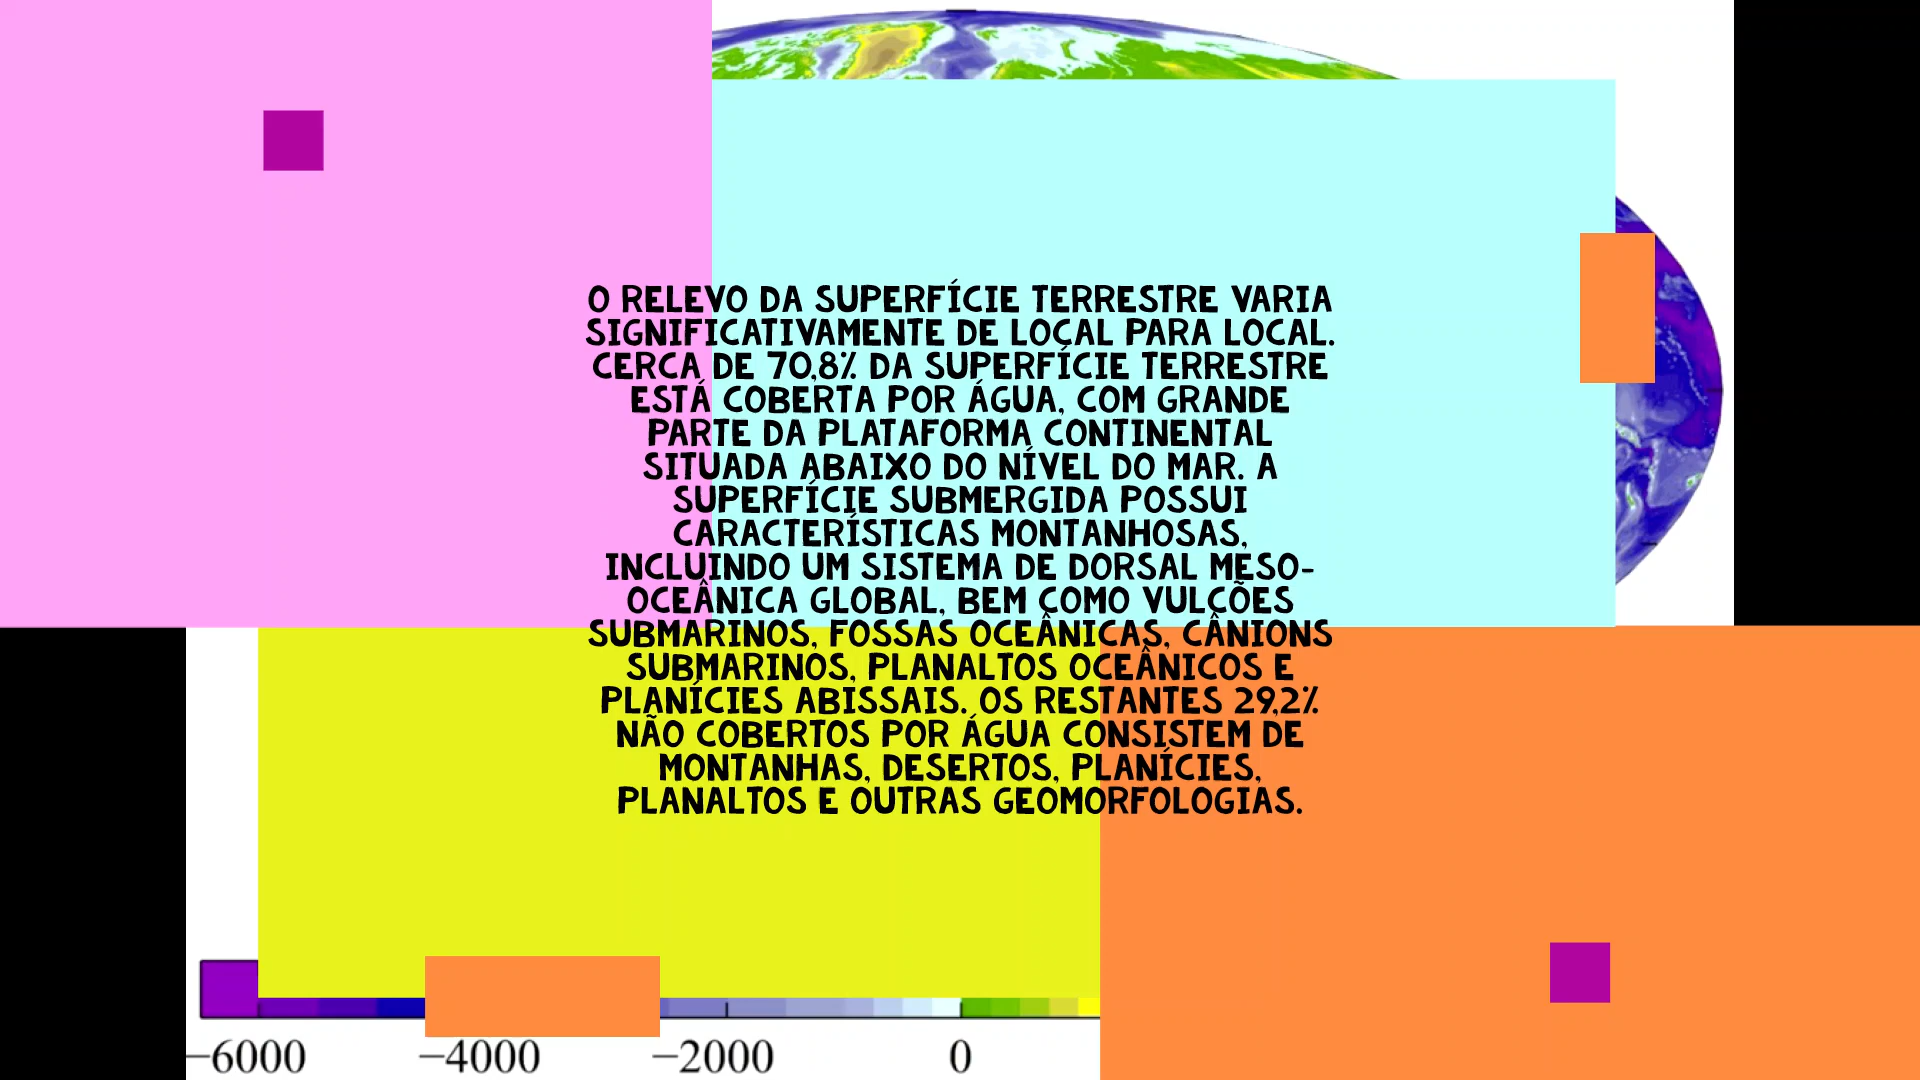 O RELEVO DA SUPERFÍCIE TERRESTRE VARIA
SIGNIFICATIVAMENTE DE LOCAL PARA LOCAL.
CERCA DE 70,8% DA SUPERFÍCIE TERRESTRE
ESTÁ COBERTA POR ÁGUA, COM GRANDE
PARTE DA PLATAFORMA CONTINENTAL
SITUADA ABAIXO DO NÍVEL DO MAR. A
SUPERFÍCIE SUBMERGIDA POSSUI
CARACTERÍSTICAS MONTANHOSAS,
INCLUINDO UM SISTEMA DE DORSAL MESO-
OCEÂNICA GLOBAL, BEM COMO VULCÕES
SUBMARINOS, FOSSAS OCEÂNICAS, CÂNIONS
SUBMARINOS, PLANALTOS OCEÂNICOS E
PLANÍCIES ABISSAIS. OS RESTANTES 29,2%
NÃO COBERTOS POR ÁGUA CONSISTEM DE
MONTANHAS, DESERTOS, PLANÍCIES,
PLANALTOS E OUTRAS GEOMORFOLOGIAS.
−6000 −4000 −2000 0